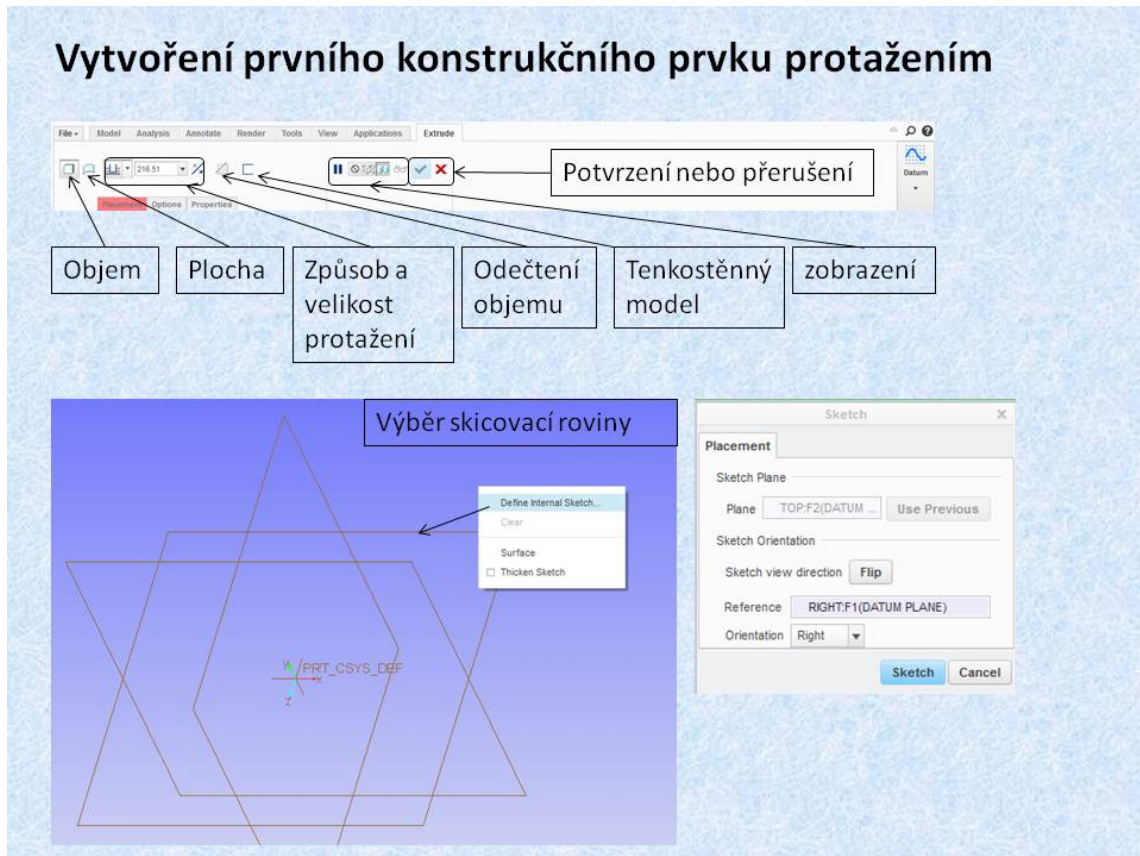 Vytvoření prvního konstrukčního prvku protažením
File Model Analysis Annotate Render Tools View Applications Extrude
216.51
Datum
Placement Options Properties
Potvrzení nebo přerušení
Objem
Plocha
Způsob a
velikost
protažení
Odečtení
objemu
Tenkostěnný
model
zobrazení
Výběr skicovací roviny
Define Internal Sketch...
Clear
Surface
Thicken Sketch
PRT_CSYS_DEF
Y
X
Z
Sketch
Placement
Sketch Plane
Plane TOP:F2(DATUM ... Use Previous
Sketch Orientation
Sketch view direction Flip
Reference RIGHT:F1(DATUM PLANE)
Orientation Right
Sketch Cancel